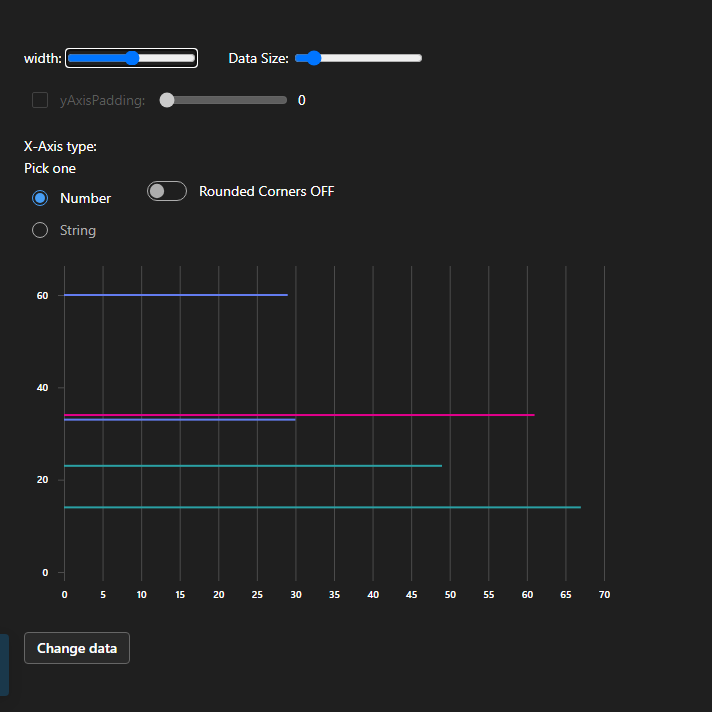 width: Data Size:
yAxisPadding: 0
X-Axis type:
Pick one
Number Rounded Corners OFF
String
60
40
20
0
0 5 10 15 20 25 30 35 40 45 50 55 60 65 70
Change data